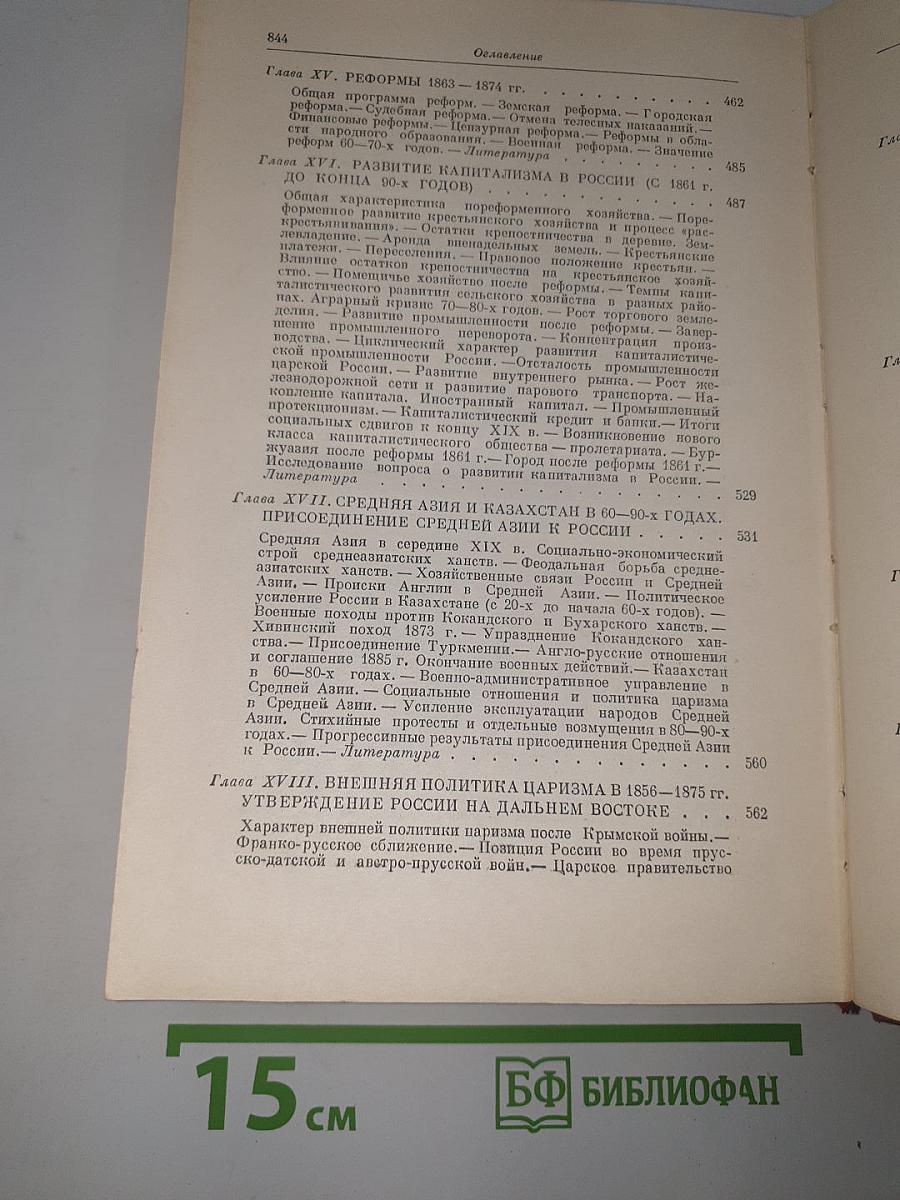 844
Оглавление
Глава XV. РЕФОРМЫ 1863 — 1874 гг. . . . . . . . . . . 462
Общая программа реформ. — Земская реформа. — Городская
реформа.— Судебная реформа.— Отмена телесных наказаний.—
Финансовые реформы.— Цензурная реформа.— Реформы в обла-
сти народного образования. — Военная реформа. — Значение
реформ 60—70-х годов. — Литература . . . . . . . . . 485
Глава XVI. РАЗВИТИЕ КАПИТАЛИЗМА В РОССИИ (С 1861 г.
ДО КОНЦА 90-х ГОДОВ) . . . . . . . . . . 487
Общая характеристика пореформенного хозяйства. — Поре-
форменное развитие крестьянского хозяйства и процесс «рас-
крестьянивания». — Остатки крепостничества в деревне. Зем-
левладение. — Аренда вненадельных земель. — Крестьянские
платежи. — Переселения. — Правовое положение крестьян. —
Влияние остатков крепостничества на крестьянское хозяй-
ство. — Помещичье хозяйство после реформы. — Темпы капи-
талистического развития сельского хозяйства в разных райо-
нах. Аграрный кризис 70—80-х годов. — Рост торгового земле-
делия. — Развитие промышленности после реформы. — Завер-
шение промышленного переворота. — Концентрация произ-
водства. — Циклический характер развития капиталистиче-
ской промышленности России. —Отсталость промышленности
царской России. — Развитие внутреннего рынка. — Рост же-
лезнодорожной сети и развитие парового транспорта. — На-
копление капитала. Иностранный капитал. — Промышленный
протекционизм. — Капиталистический кредит и банки.— Итоги
социальных сдвигов к концу XIX в. — Возникновение нового
класса капиталистического общества — пролетариата. — Бур-
жуазия после реформы 1861 г.— Город после реформы 1861 г.—
Исследование вопроса о развитии капитализма в России. —
Литература . . . . . . . . . . . . . . . . . 529
Глава XVII. СРЕДНЯЯ АЗИЯ И КАЗАХСТАН В 60—90-х ГОДАХ.
ПРИСОЕДИНЕНИЕ СРЕДНЕЙ АЗИИ К РОССИИ . . . . . 531
Средняя Азия в середине XIX в. Социально-экономический
строй среднеазиатских ханств. — Феодальная борьба средне-
азиатских ханств. — Хозяйственные связи России и Средней
Азии. — Происки Англии в Средней Азии. — Политическое
усиление России в Казахстане (с 20-х до начала 60-х годов). —
Военные походы против Кокандского и Бухарского ханств. —
Хивинский поход 1873 г. — Упразднение Кокандского хан-
ства.— Присоединение Туркмении.— Англо-русские отношения
и соглашение 1885 г. Окончание военных действий.— Казахстан
в 60—80-х годах. — Военно-административное управление в
Средней Азии. — Социальные отношения и политика царизма
в Средней Азии. — Усиление эксплуатации народов Средней
Азии. Стихийные протесты и отдельные возмущения в 80—90-х
годах.— Прогрессивные результаты присоединения Средней Азии
к России.— Литература . . . . . . . . . . . . . . 560
Глава XVIII. ВНЕШНЯЯ ПОЛИТИКА ЦАРИЗМА В 1856—1875 гг.
УТВЕРЖДЕНИЕ РОССИИ НА ДАЛЬНЕМ ВОСТОКЕ . . . 562
Характер внешней политики царизма после Крымской войны.—
Франко-русское сближение.— Позиция России во время прус-
ско-датской и австро-прусской войн.— Царское правительство
15 см
БФ БИБЛИОФАН